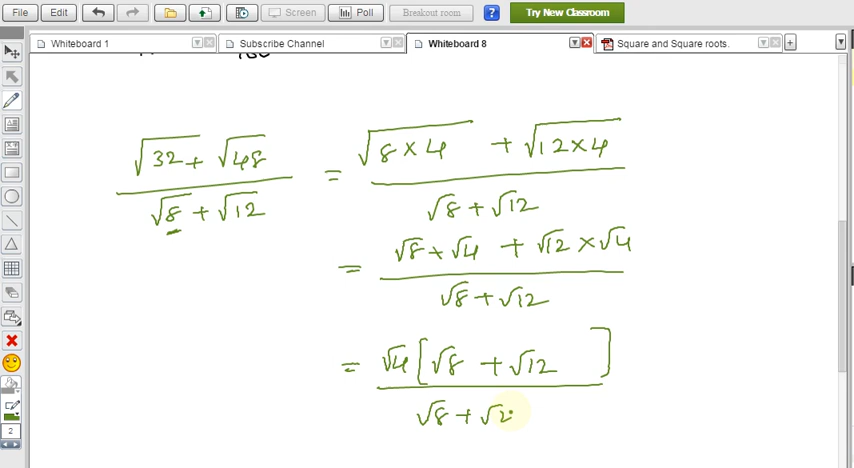 File Edit Screen Poll Breakout room ? Try New Classroom
Whiteboard 1 Subscribe Channel Whiteboard 8 Square and Square roots. +
√32 + √48 / √8 + √12 = √8 × 4 + √12 × 4 / √8 + √12
= √8 × √4 + √12 × √4 / √8 + √12
= √4 [√8 + √12 ] / √8 + √2
2